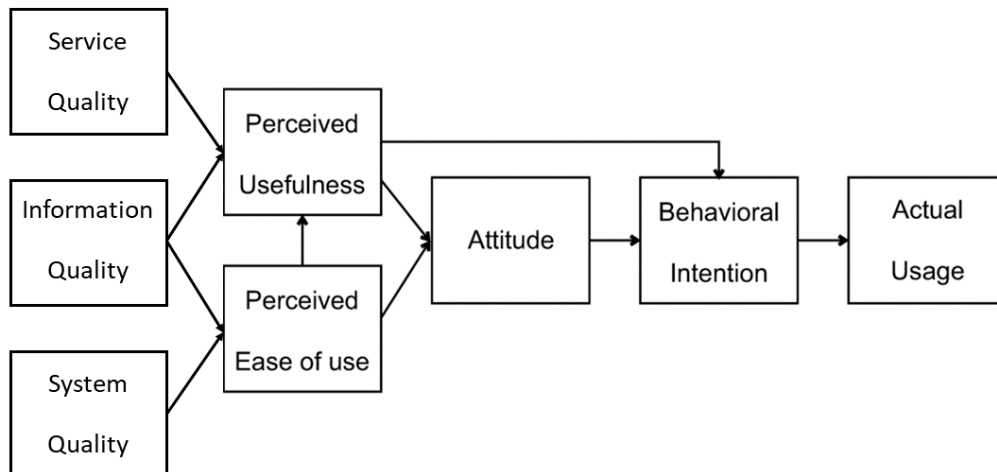 Service
Quality
Information
Quality
System
Quality
Perceived
Usefulness
Perceived
Ease of use
Attitude
Behavioral
Intention
Actual
Usage